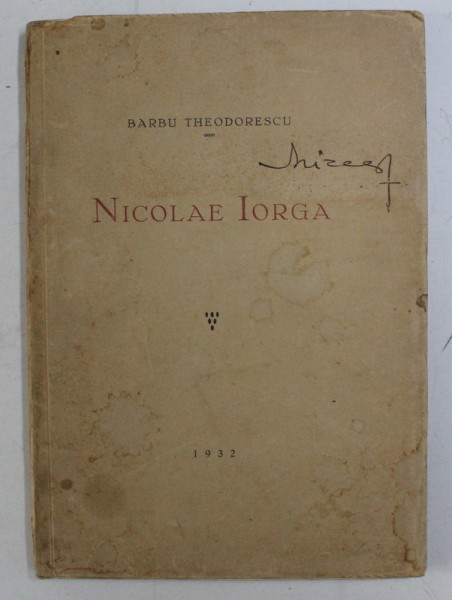 BARBU THEODORESCU
NICOLAE IORGA
1932